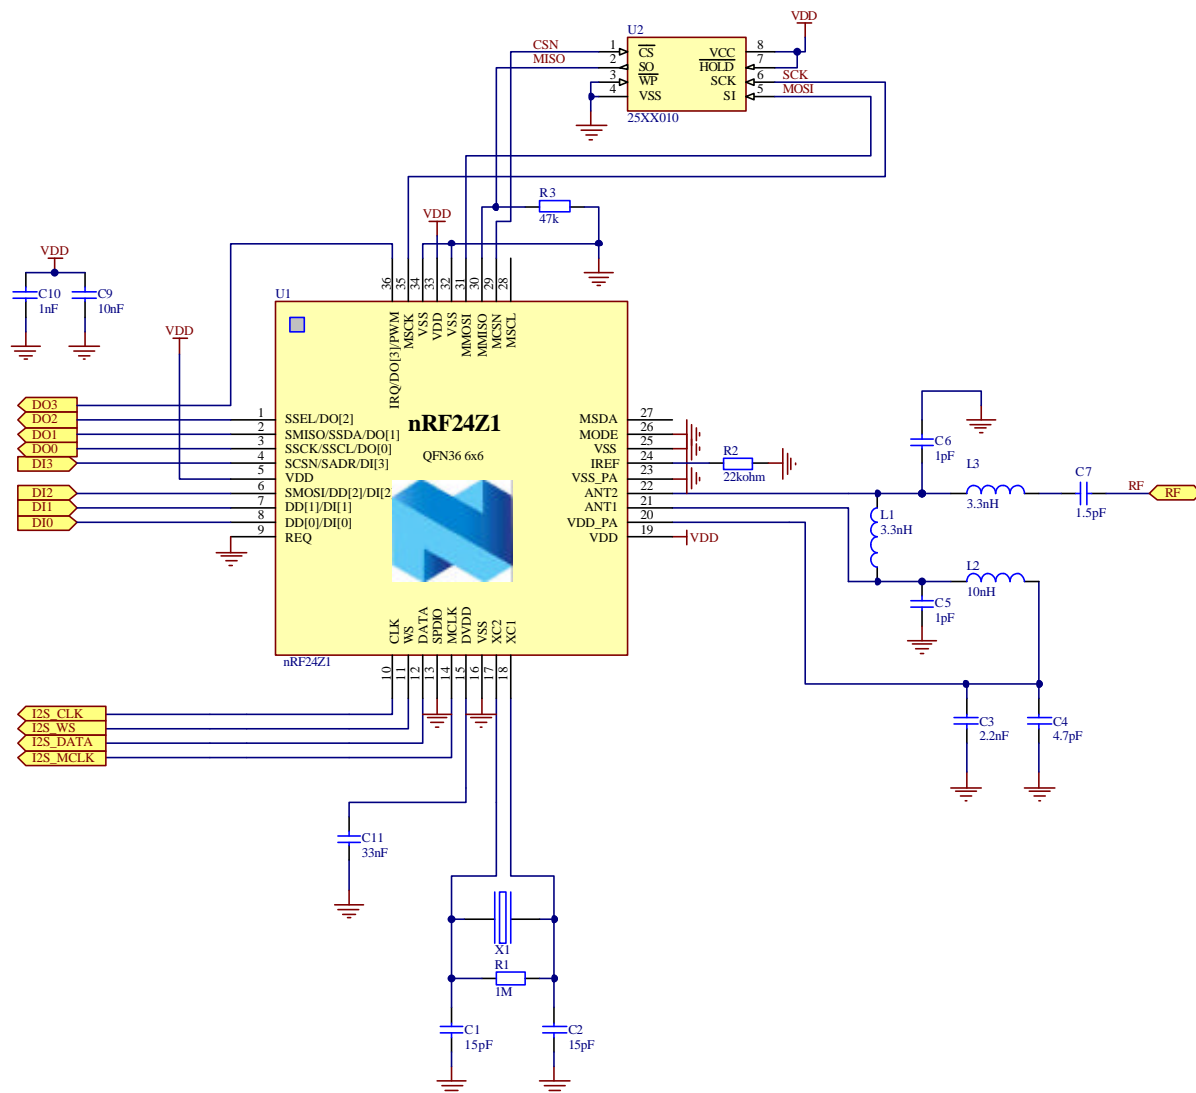 VDD
U2
CSN
MISO
1
2
3
4
CS
SO
WP
VSS
VCC
HOLD
SCK
SI
8
7
6
5
SCK
MOSI
25XX010
R3
47k
VDD
VDD
C10
1nF
C9
10nF
VDD
U1
36
35
34
33
32
31
30
29
28
IRQ/DO[3]/PWM
MSCK
VSS
VDD
VSS
MMOSI
MMISO
MCSN
MSCL
nRF24Z1
QFN36 6x6
DO3
DO2
DO1
DO0
DI3
DI2
DI1
DI0
1 SSEL/DO[2]
2 SMISO/SSDA/DO[1]
3 SSCK/SSCL/DO[0]
4 SCSN/SADR/DI[3]
5 VDD
6 SMOSI/DD[2]/DI[2
7 DD[1]/DI[1]
8 DD[0]/DI[0]
9 REQ
MSDA 27
MODE 26
VSS 25
IREF 24
VSS_PA 23
ANT2 22
ANT1 21
VDD_PA 20
VDD 19
VDD
R2
22kohm
C6
1pF
L3
3.3nH
C7
1.5pF
RF
RF
L1
3.3nH
L2
10nH
C5
1pF
C3
2.2nF
C4
4.7pF
CLK
WS
DATA
SPDIO
MCLK
DVDD
VSS
XC2
XC1
10
11
12
13
14
15
16
17
18
nRF24Z1
I2S_CLK
I2S_WS
I2S_DATA
I2S_MCLK
C11
33nF
X1
R1
1M
C1
15pF
C2
15pF